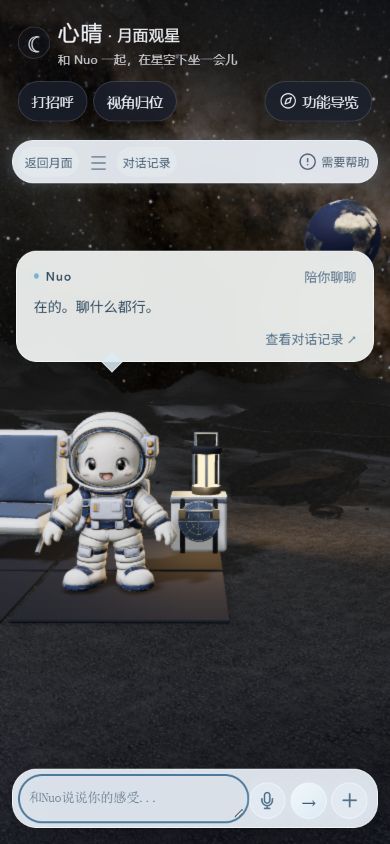 心晴 · 月面观星
和 Nuo 一起，在星空下坐一会儿
打招呼 视角归位 功能导览
返回月面 对话记录 需要帮助
Nuo 陪你聊聊
在的。聊什么都行。
查看对话记录 ↗
和Nuo说说你的感受...